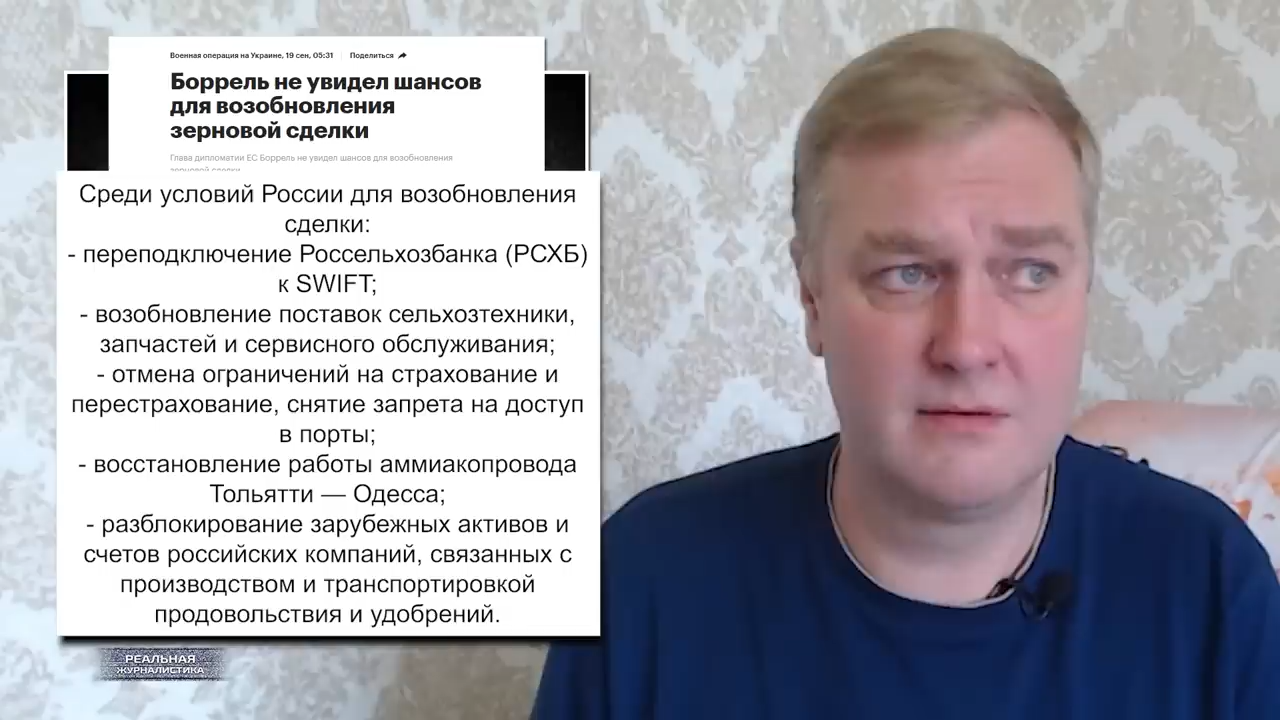 Военная операция на Украине, 19 сен, 05:31 Поделиться
Боррель не увидел шансов
для возобновления
зерновой сделки
Глава дипломатии ЕС Боррель не увидел шансов для возобновления
зерновой сделки
Среди условий России для возобновления
сделки:
- переподключение Россельхозбанка (РСХБ)
к SWIFT;
- возобновление поставок сельхозтехники,
запчастей и сервисного обслуживания;
- отмена ограничений на страхование и
перестрахование, снятие запрета на доступ
в порты;
- восстановление работы аммиакопровода
Тольятти — Одесса;
- разблокирование зарубежных активов и
счетов российских компаний, связанных с
производством и транспортировкой
продовольствия и удобрений.
РЕАЛЬНАЯ
ЖУРНАЛИСТИКА